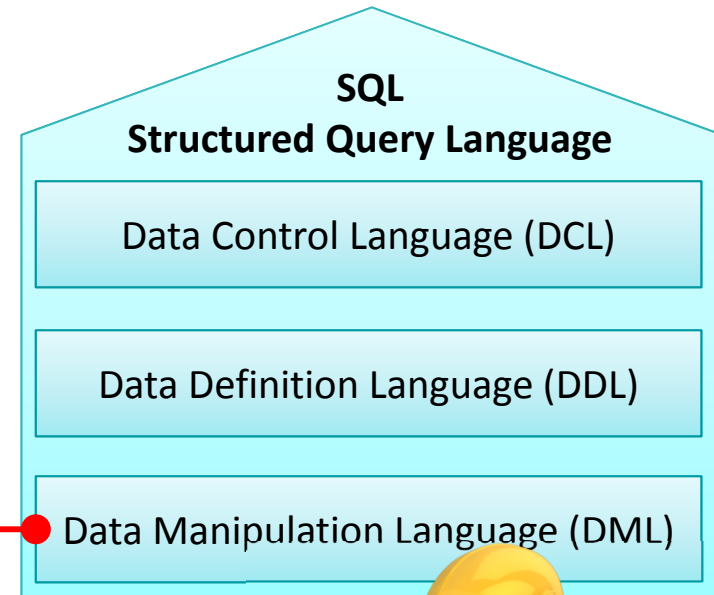 SQL
Structured Query Language
Data Control Language (DCL)
Data Definition Language (DDL)
Data Manipulation Language (DML)